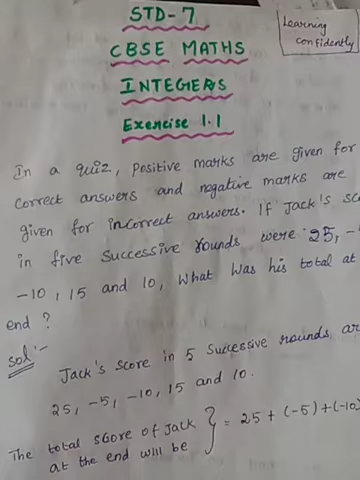 STD-7
Learning
confidently
CBSE MATHS
INTEGERS
Exercise 1.1
In a quiz, positive marks are given for
correct answers and negative marks are
given for incorrect answers. If Jack's
in five successive rounds were 25, -
-10, 15 and 10, What was his total at
end?
Sol:-
Jack's score in 5 successive rounds
25, -5, -10, 15 and 10.
The total score of Jack
at the end will be } = 25 + (-5) + (-10)